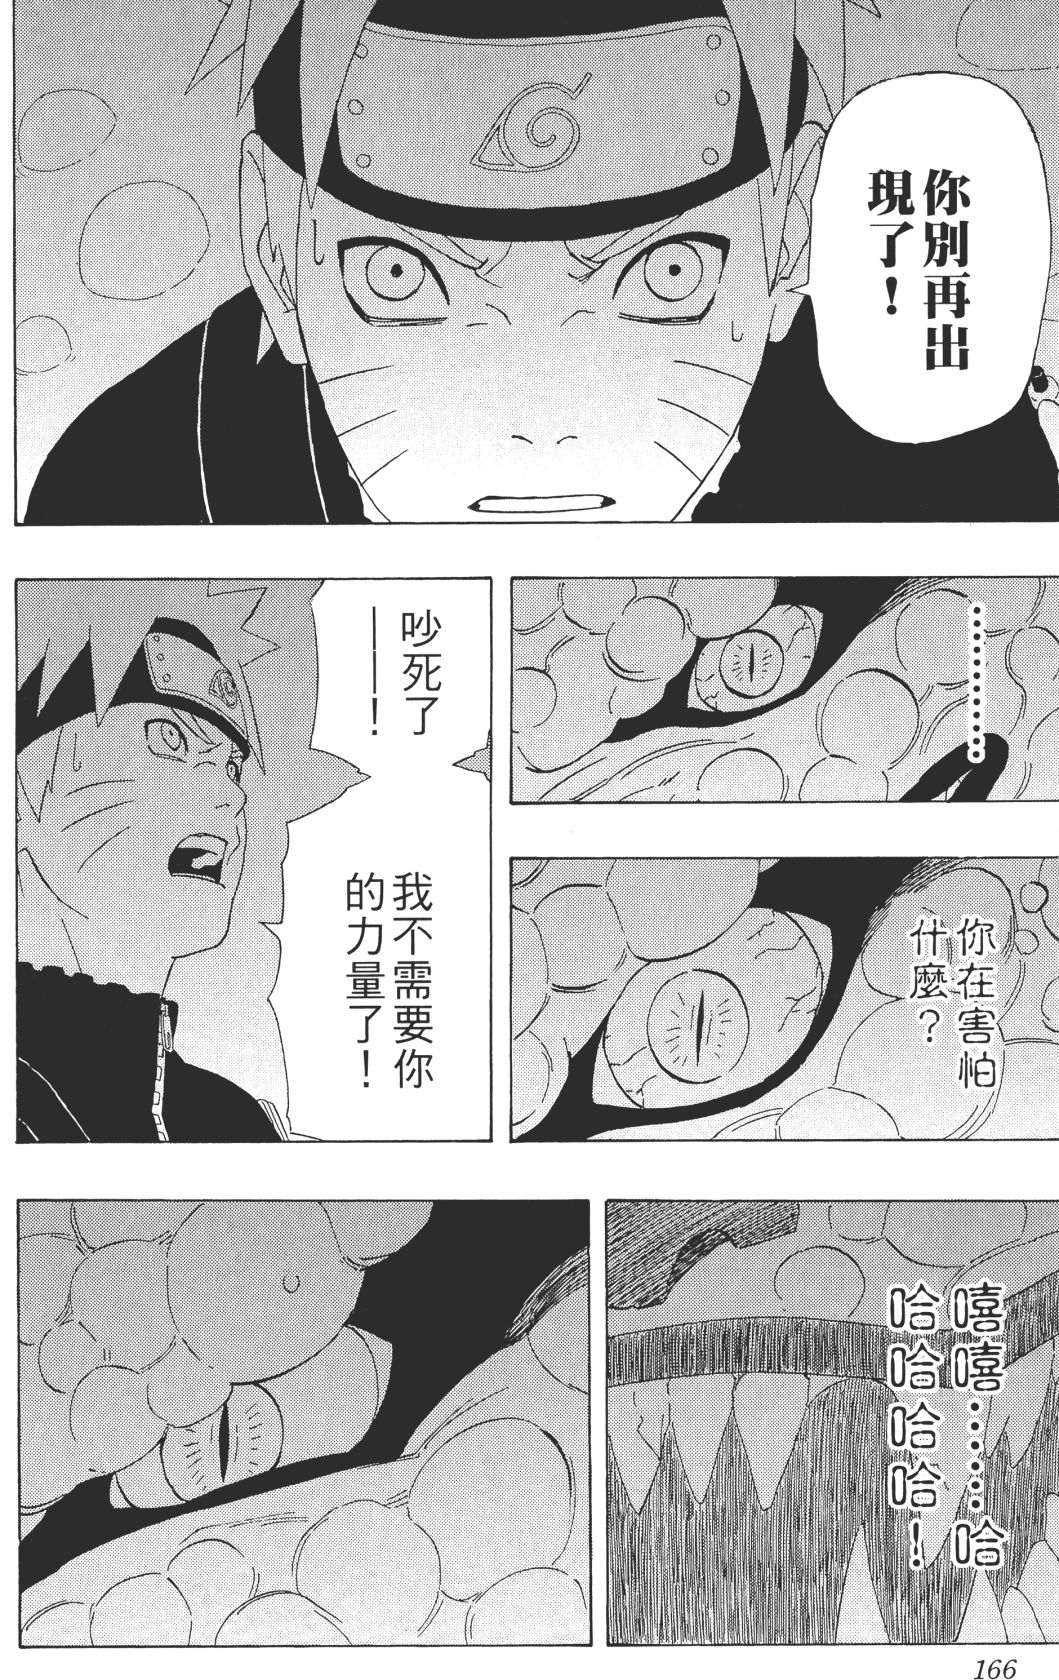 你別再出
現了！
………
你在害怕
什麼？
吵死了
——！
我不需要你
的力量了！
嘻嘻……哈
哈哈哈哈！
166